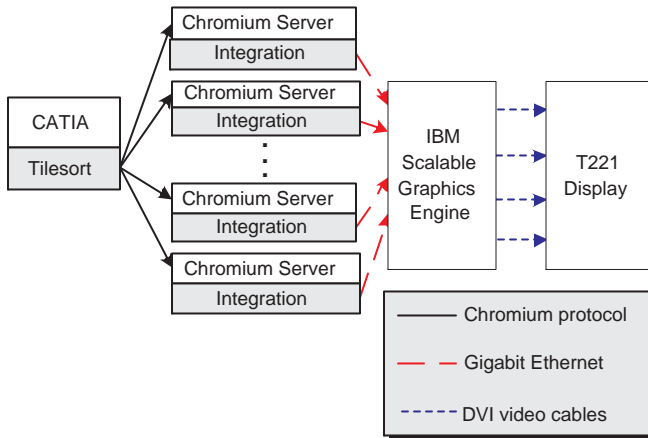 CATIA
Tilesort
Chromium Server
Integration
Chromium Server
Integration
Chromium Server
Integration
Chromium Server
Integration
IBM
Scalable
Graphics
Engine
T221
Display
Chromium protocol
Gigabit Ethernet
DVI video cables